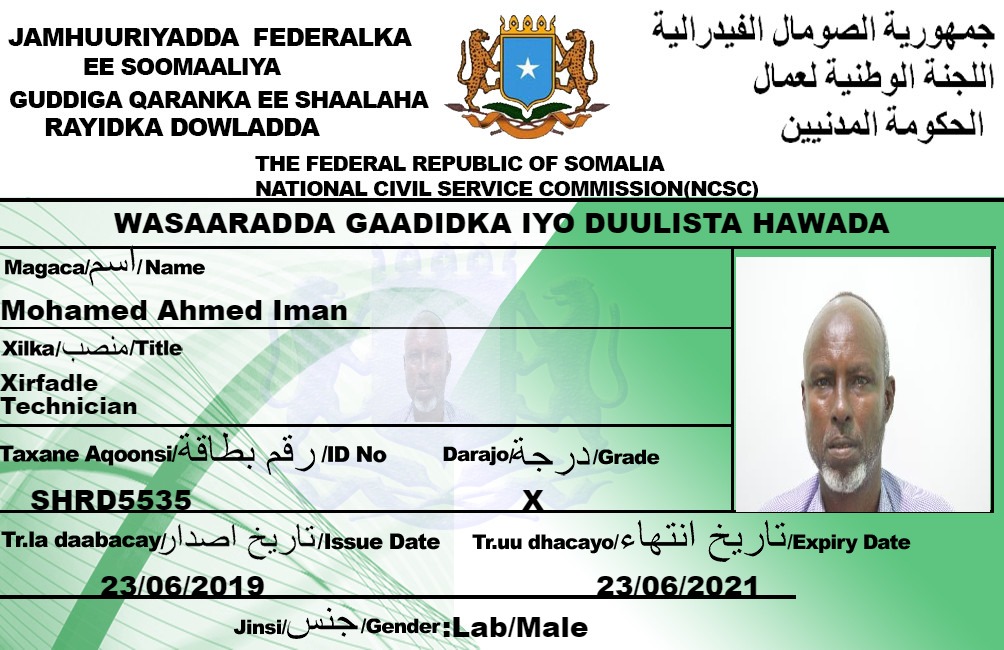 JAMHUURIYADDA FEDERALKA
EE SOOMAALIYA
GUDDIGA QARANKA EE SHAALAHA
RAYIDKA DOWLADDA
جمهورية الصومال الفيدرالية
اللجنة الوطنية لعمال
الحكومة المدنيين
THE FEDERAL REPUBLIC OF SOMALIA
NATIONAL CIVIL SERVICE COMMISSION(NCSC)
WASAARADDA GAADIDKA IYO DUULISTA HAWADA
Magaca/اسم/Name
Mohamed Ahmed Iman
Xilka/منصب/Title
Xirfadle
Technician
Taxane Aqoonsi/رقم بطاقة/ID No Darajo/درجة/Grade
SHRD5535 X
Tr.la daabacay/تاريخ اصدار/Issue Date Tr.uu dhacayo/تاريخ انتهاء/Expiry Date
23/06/2019 23/06/2021
Jinsi/جنس/Gender:Lab/Male